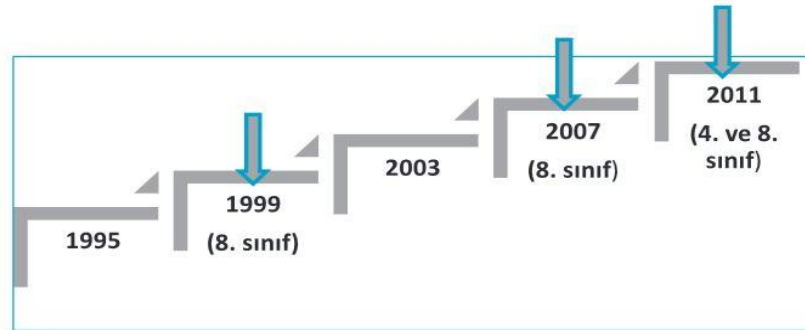 1995
1999
(8. sınıf)
2003
2007
(8. sınıf)
2011
(4. ve 8.
sınıf)